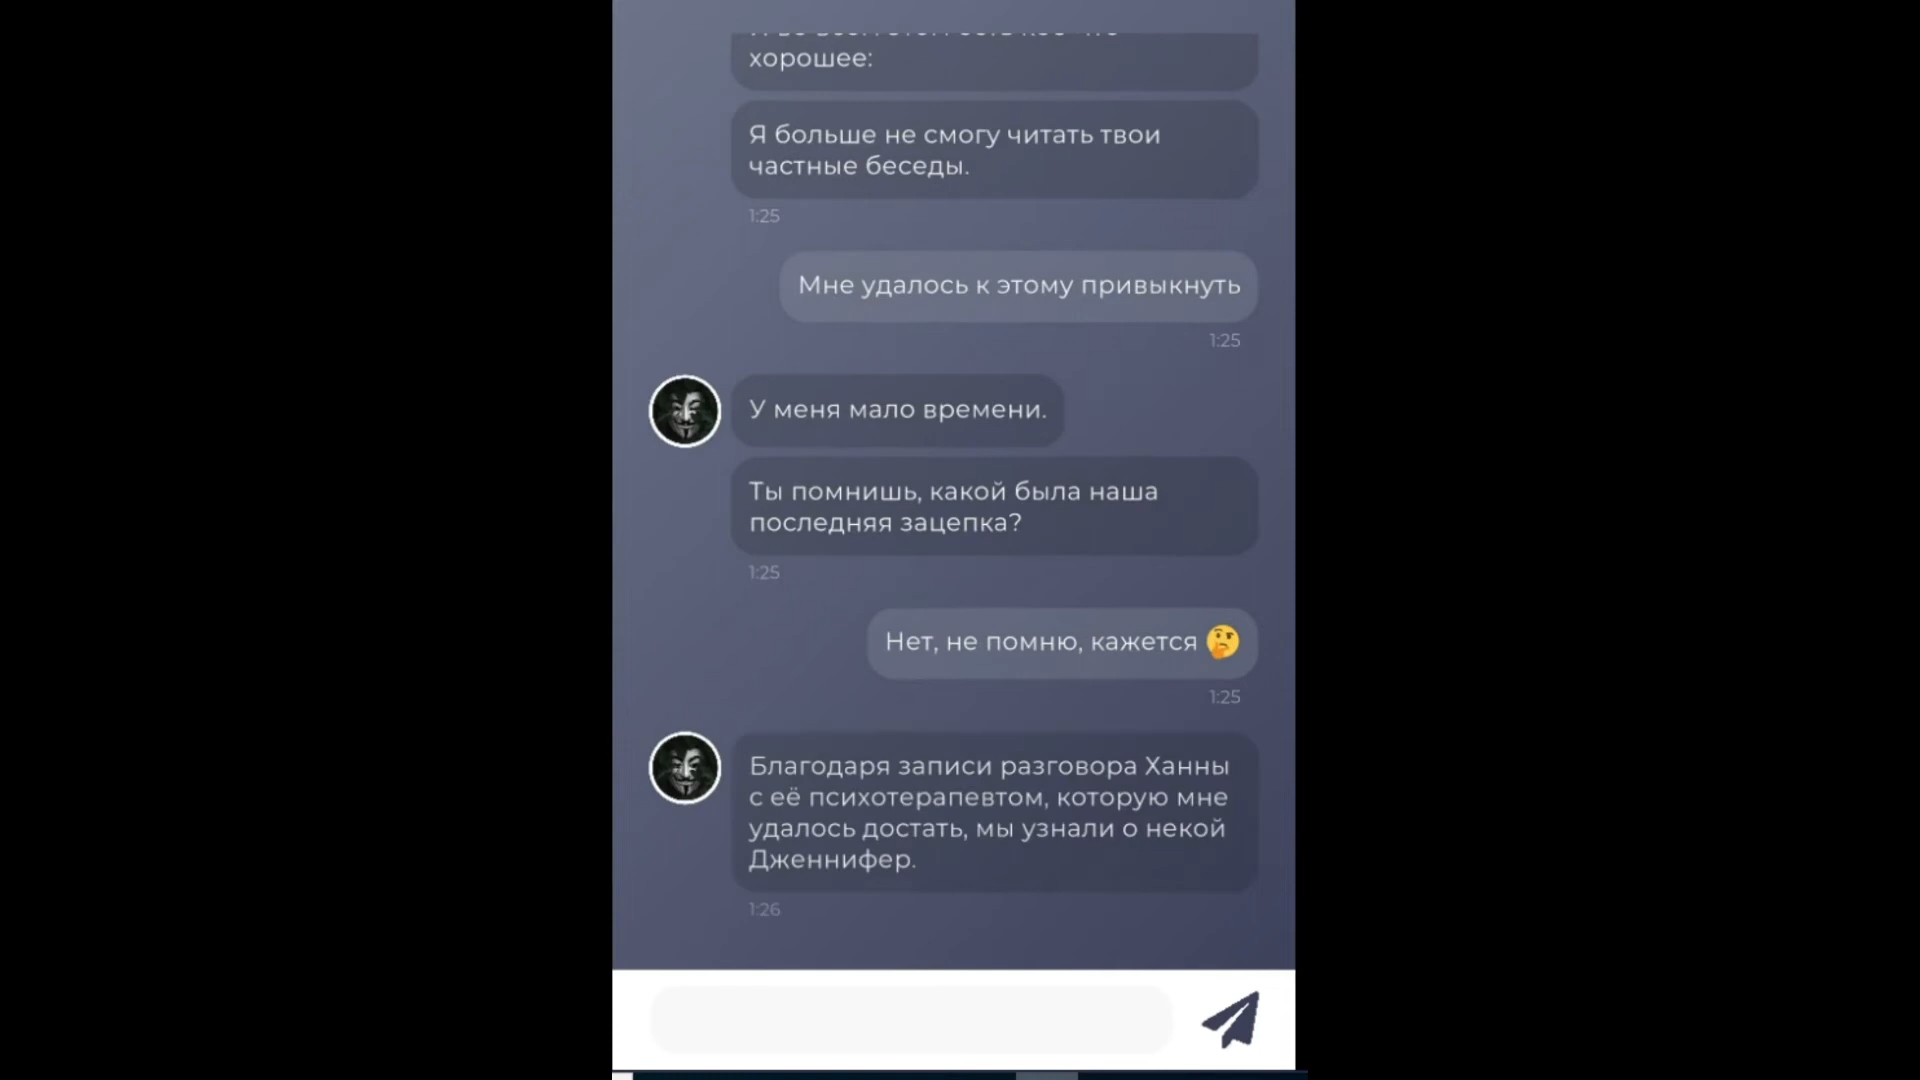 хорошее:
Я больше не смогу читать твои
частные беседы.
1:25
Мне удалось к этому привыкнуть
1:25
У меня мало времени.
Ты помнишь, какой была наша
последняя зацепка?
1:25
Нет, не помню, кажется 🤔
1:25
Благодаря записи разговора Ханны
с её психотерапевтом, которую мне
удалось достать, мы узнали о некой
Дженнифер.
1:26